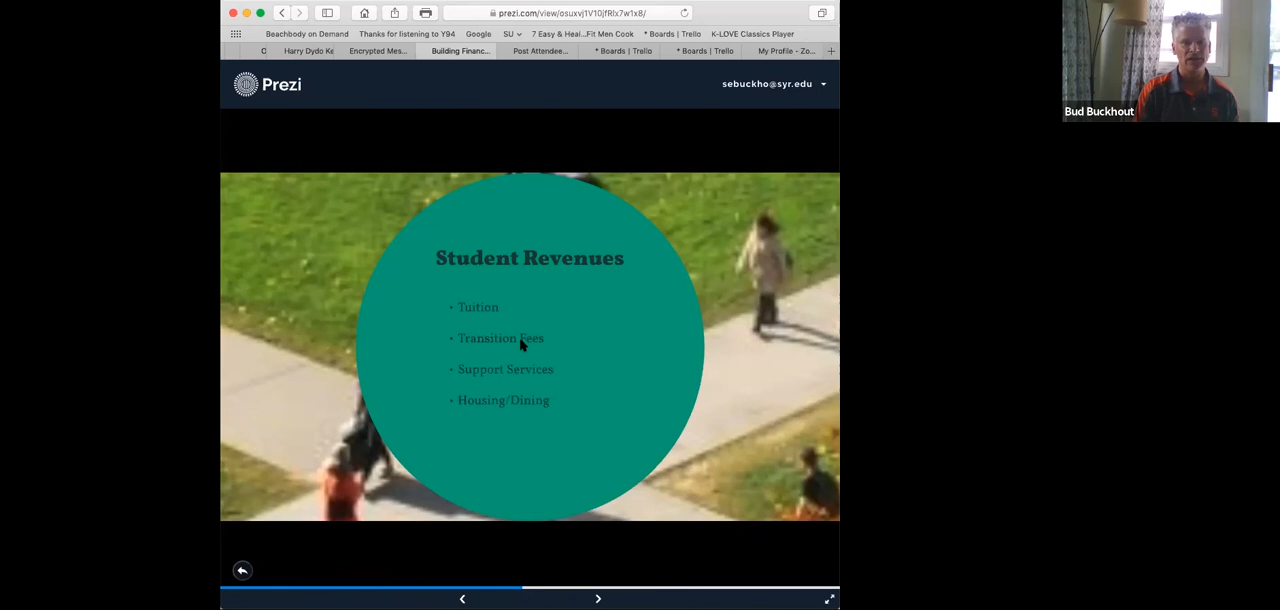 prezi.com/view/osuxvj1V10jfRlx7w1x8/
Beachbody on Demand Thanks for listening to Y94 Google SU 7 Easy & Heal...Fit Men Cook * Boards | Trello K-LOVE Classics Player
Harry Dydo Ke Encrypted Mes... Building Financ... Post Attendee... * Boards | Trello * Boards | Trello My Profile - Zo...
Prezi
sebuckho@syr.edu
Bud Buckhout
Student Revenues
• Tuition
• Transition Fees
• Support Services
• Housing/Dining